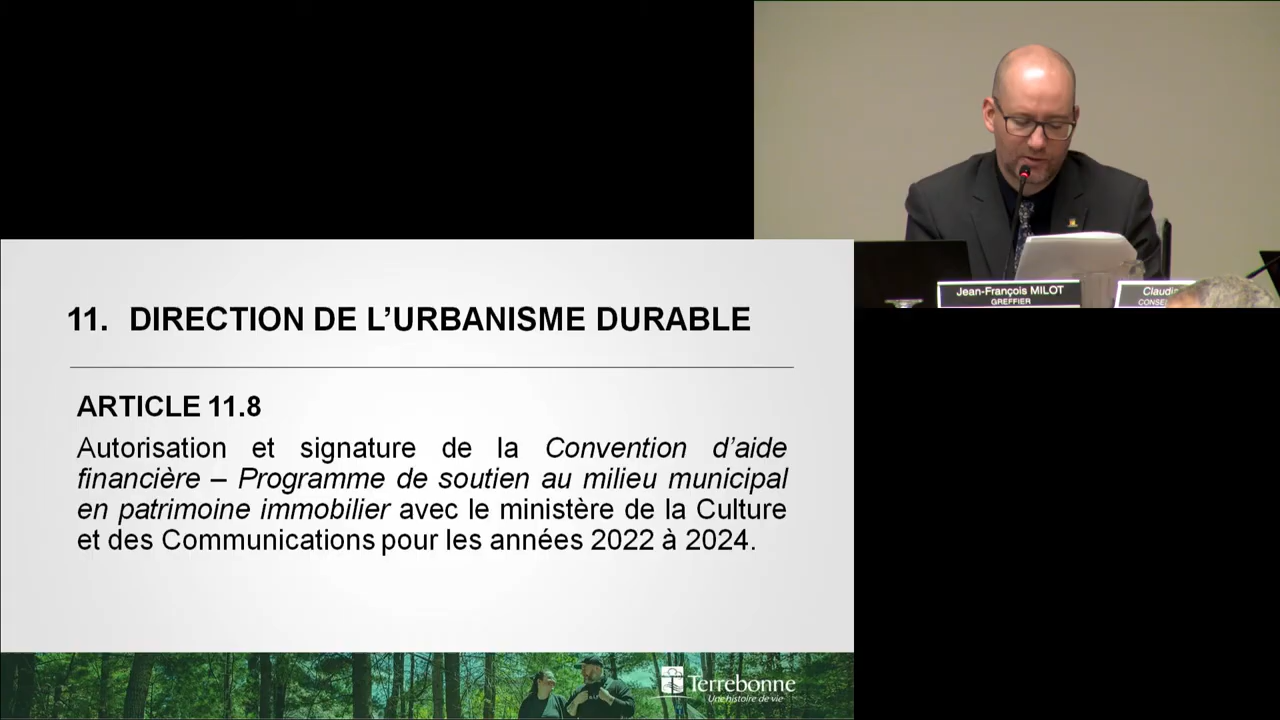 Jean-François MILOT
GREFFIER
11. DIRECTION DE L’URBANISME DURABLE
ARTICLE 11.8
Autorisation et signature de la Convention d’aide
financière – Programme de soutien au milieu municipal
en patrimoine immobilier avec le ministère de la Culture
et des Communications pour les années 2022 à 2024.
Terrebonne
Une histoire de vie